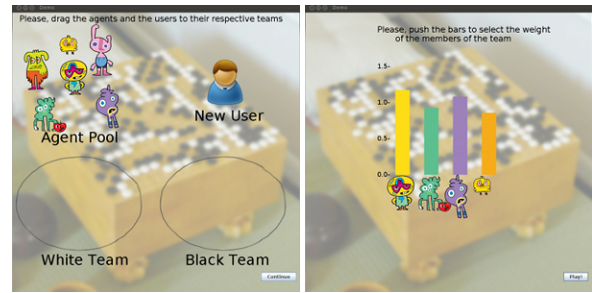 Demo
Please, drag the agents and the users to their respective teams
New User
Agent Pool
White Team
Black Team
Continue
Demo
Please, push the bars to select the weight
of the members of the team
1.5
1.0
0.5
0.0
Play!